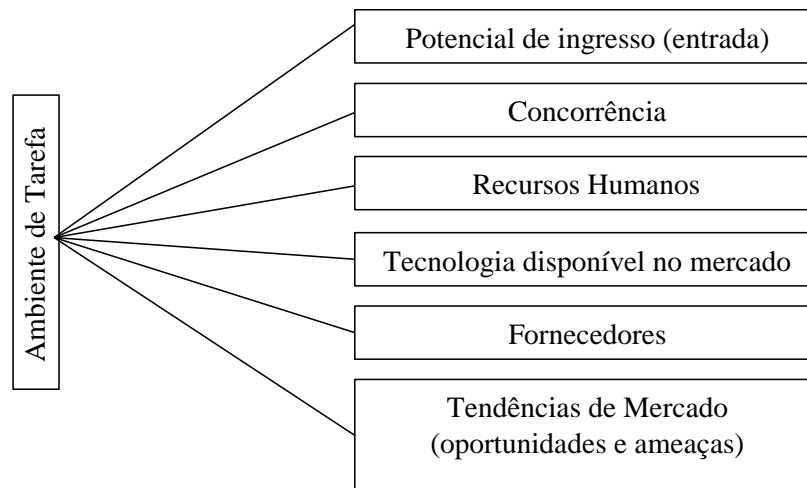 Ambiente de Tarefa
Potencial de ingresso (entrada)
Concorrência
Recursos Humanos
Tecnologia disponível no mercado
Fornecedores
Tendências de Mercado
(oportunidades e ameaças)